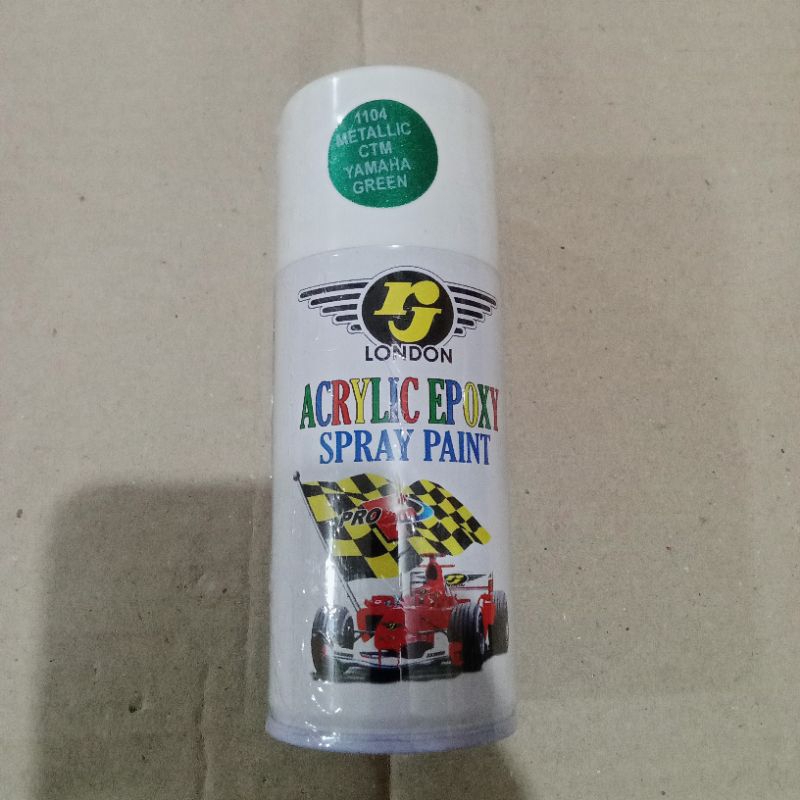 1104
METALLIC
CTM
YAMAHA
GREEN
rj
LONDON
ACRYLIC EPOXY
SPRAY PAINT
PRO